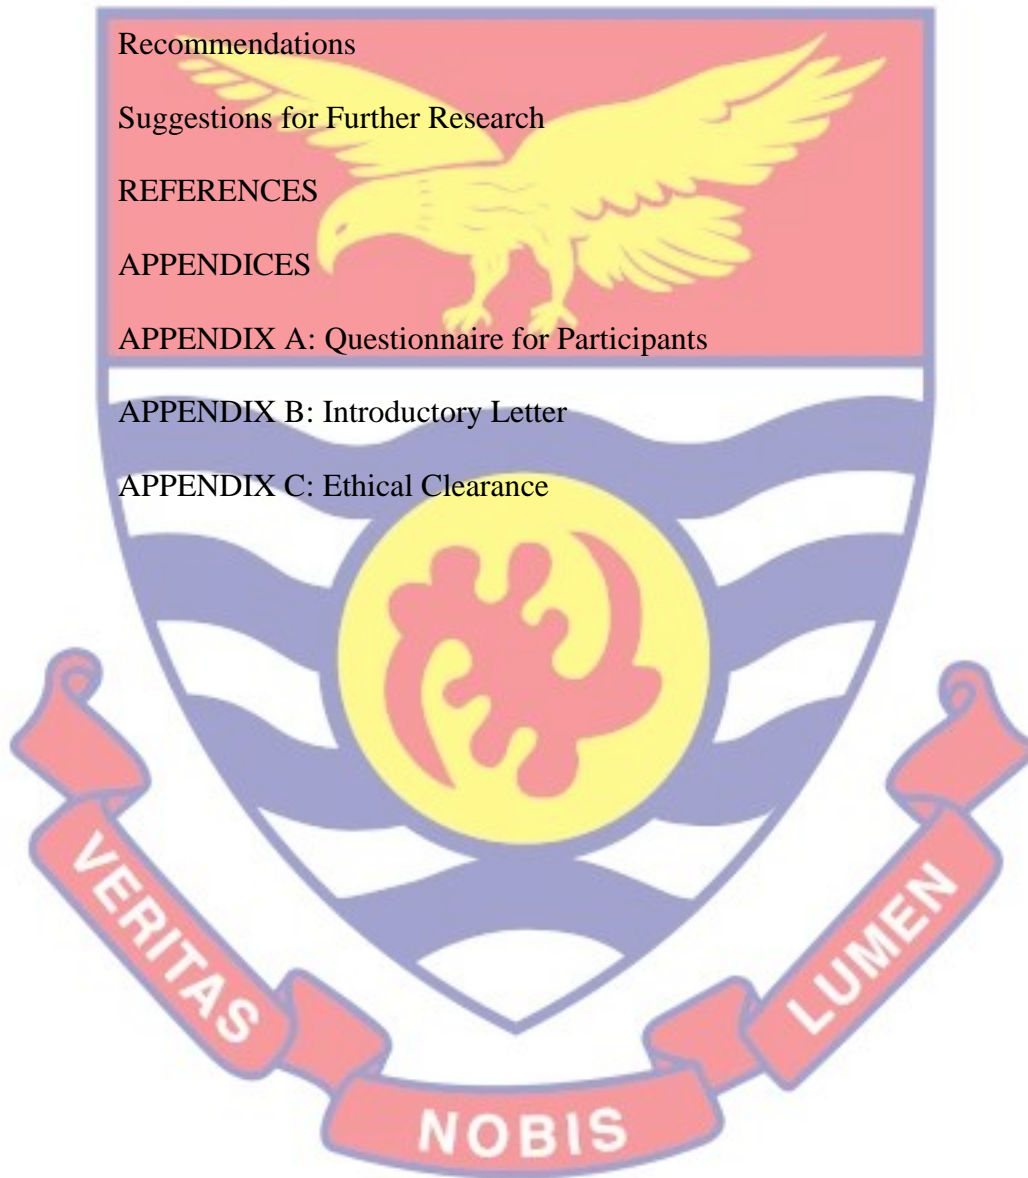 Recommendations
Suggestions for Further Research
REFERENCES
APPENDICES
APPENDIX A: Questionnaire for Participants
APPENDIX B: Introductory Letter
APPENDIX C: Ethical Clearance
VERITAS
NOBIS
LUMEN